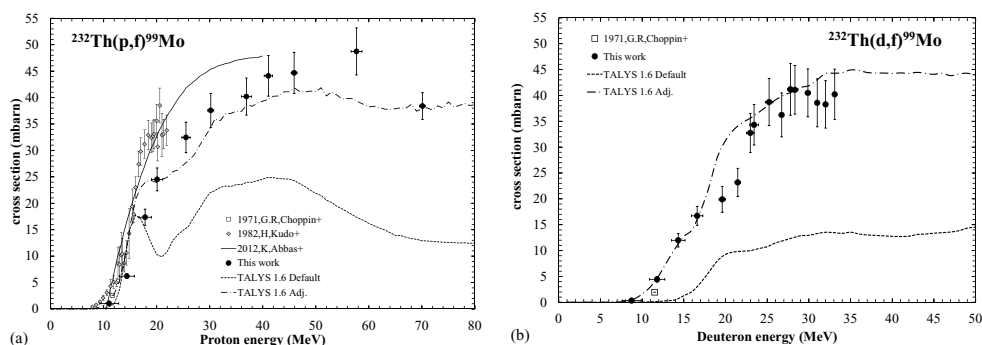 ²³²Th(p,f)⁹⁹Mo
cross section (mbarn)
55
50
45
40
35
30
25
20
15
10
5
0
1971,G.R,Choppin+
1982,H,Kudo+
2012,K,Abbas+
This work
TALYS 1.6 Default
TALYS 1.6 Adj.
0 10 20 30 40 50 60 70 80
Proton energy (MeV)
(a)
²³²Th(d,f)⁹⁹Mo
cross section (mbarn)
55
50
45
40
35
30
25
20
15
10
5
0
1971,G.R,Choppin+
This work
TALYS 1.6 Default
TALYS 1.6 Adj.
0 5 10 15 20 25 30 35 40 45 50
Deuteron energy (MeV)
(b)